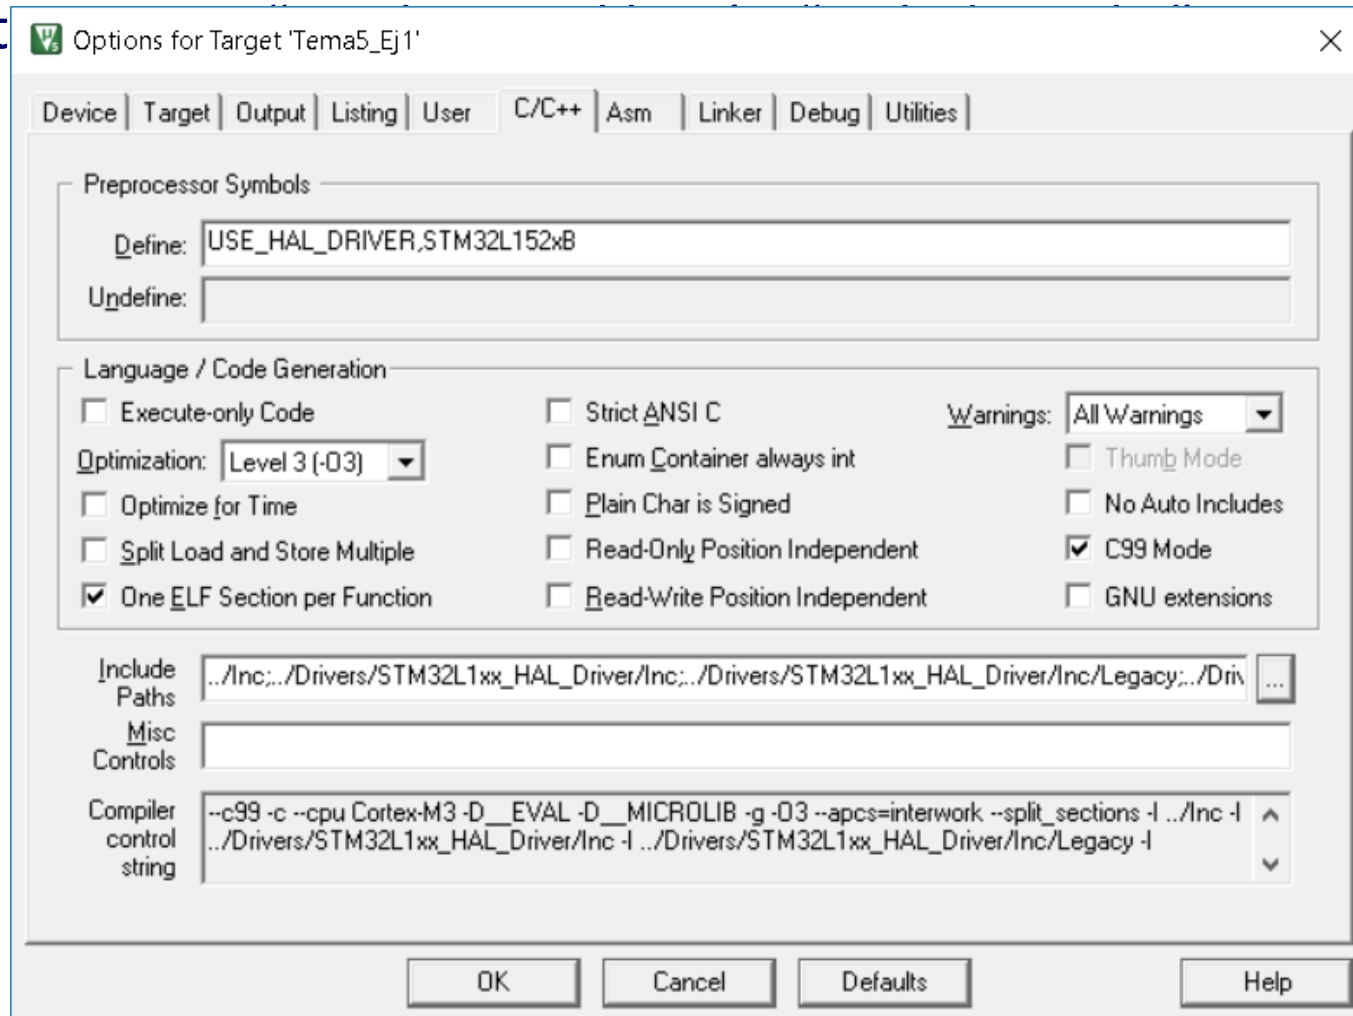 t
Options for Target 'Tema5_Ej1'
Device Target Output Listing User C/C++ Asm Linker Debug Utilities
Preprocessor Symbols
Define: USE_HAL_DRIVER,STM32L152xB
Undefine:
Language / Code Generation
Execute-only Code Strict ANSI C Warnings: All Warnings
Optimization: Level 3 (-O3) Enum Container always int Thumb Mode
Optimize for Time Plain Char is Signed No Auto Includes
Split Load and Store Multiple Read-Only Position Independent C99 Mode
One ELF Section per Function Read-Write Position Independent GNU extensions
Include Paths ../Inc;../Drivers/STM32L1xx_HAL_Driver/Inc;../Drivers/STM32L1xx_HAL_Driver/Inc/Legacy;../Driv ...
Misc Controls
Compiler control string --c99 -c --cpu Cortex-M3 -D__EVAL -D__MICROLIB -g -O3 --apcs=interwork --split_sections -I ../Inc -I
../Drivers/STM32L1xx_HAL_Driver/Inc -I ../Drivers/STM32L1xx_HAL_Driver/Inc/Legacy -I
OK Cancel Defaults Help